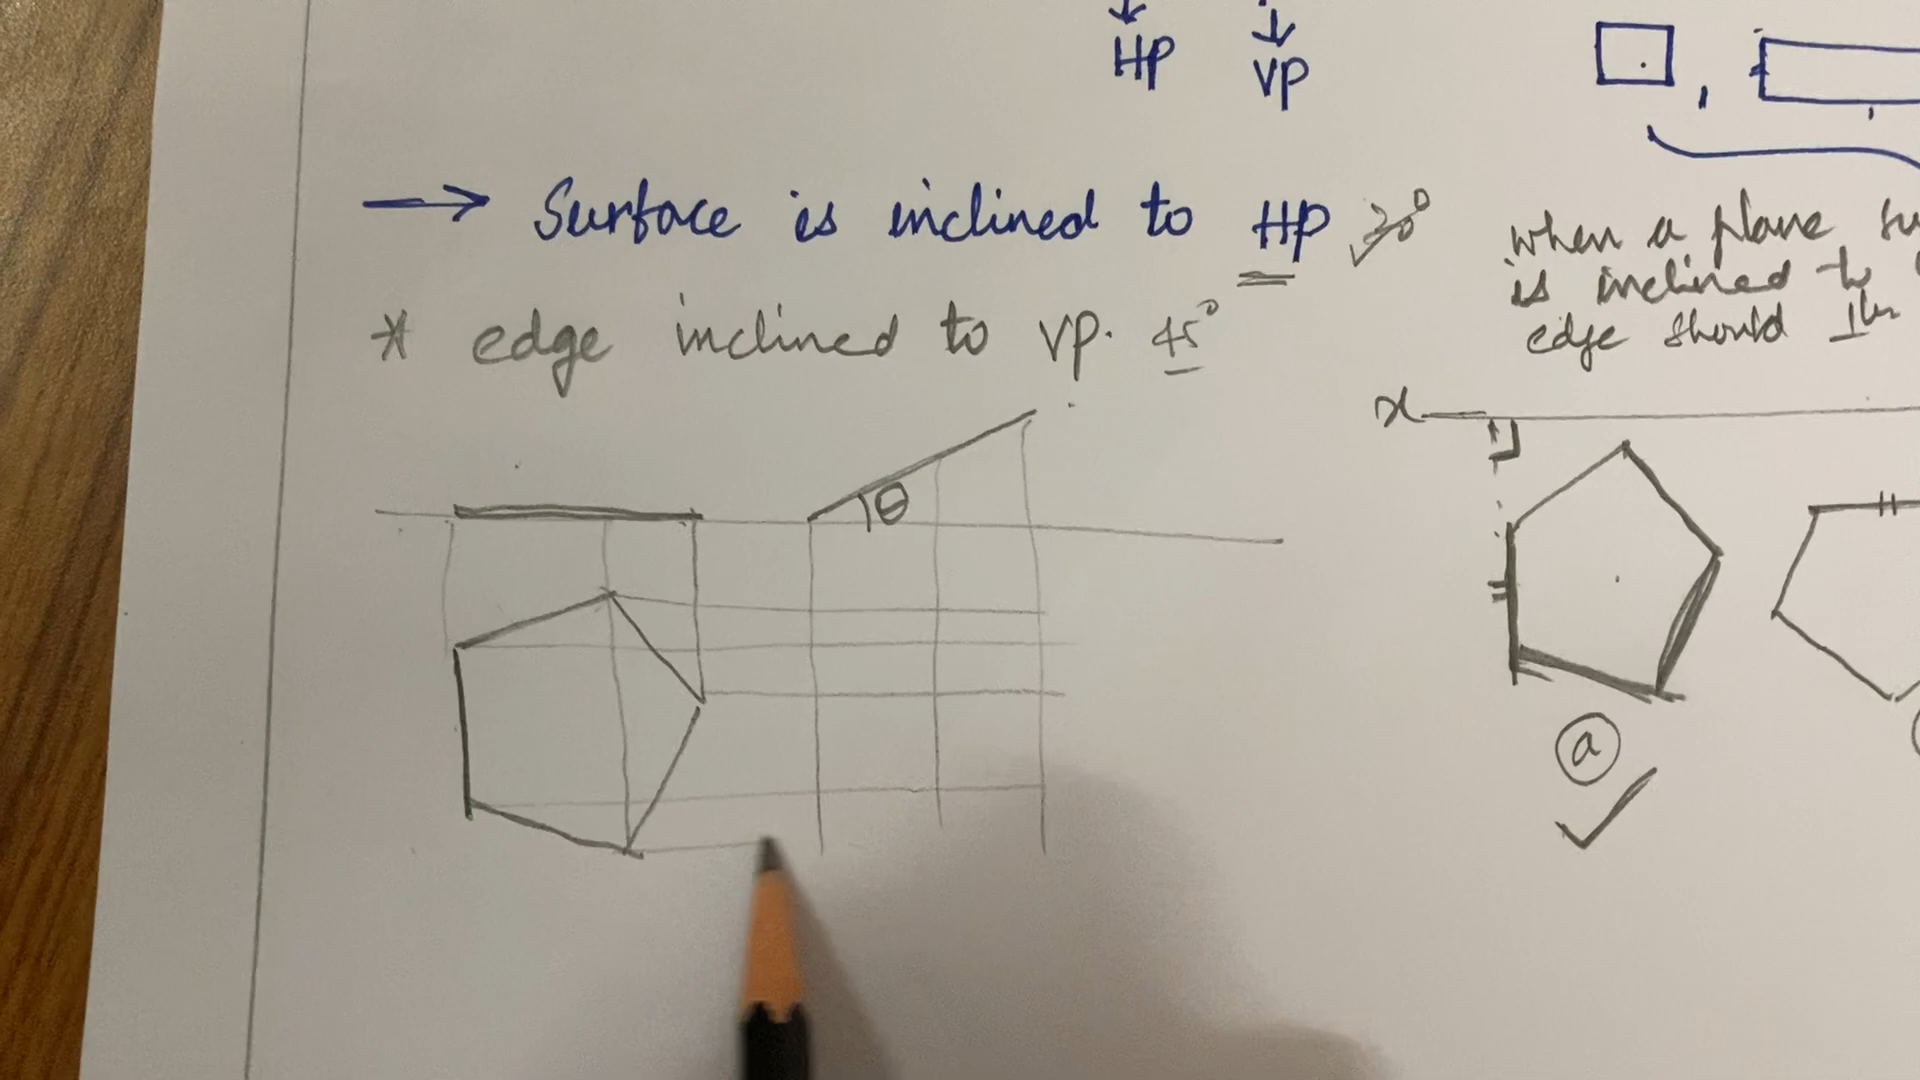 HP VP
→ Surface is inclined to HP 30°
* edge inclined to VP. 45°
θ
when a plane
is inclined to
edge should
x
a